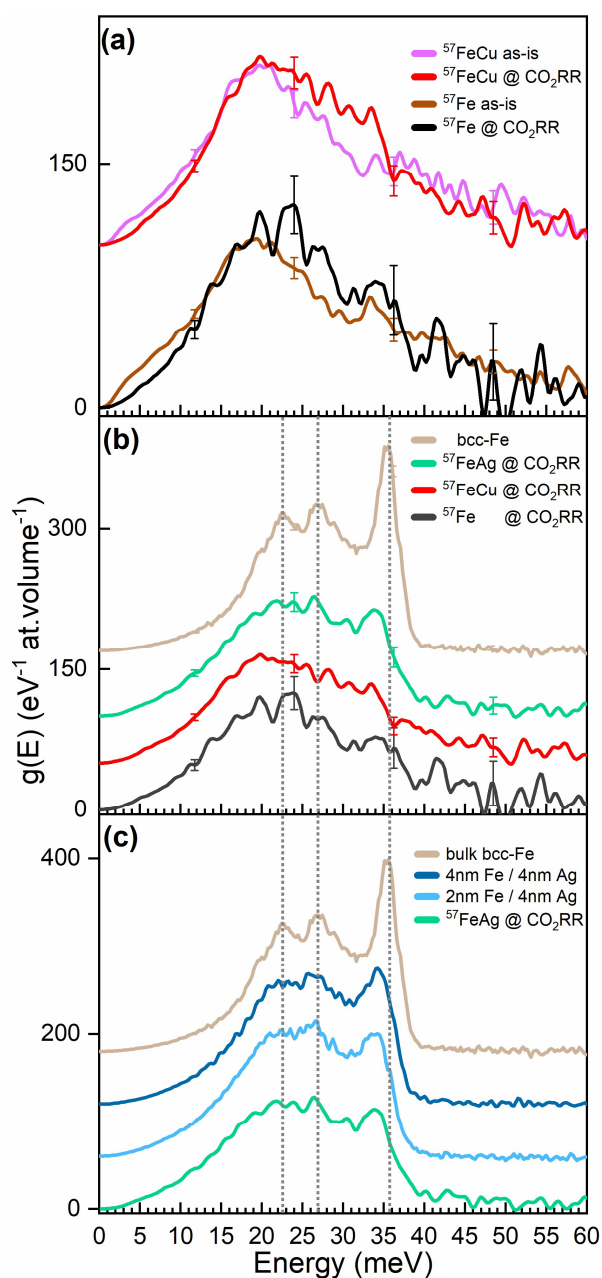 (a)
⁵⁷FeCu as-is
⁵⁷FeCu @ CO₂RR
⁵⁷Fe as-is
⁵⁷Fe @ CO₂RR
150
0
(b)
bcc-Fe
⁵⁷FeAg @ CO₂RR
⁵⁷FeCu @ CO₂RR
⁵⁷Fe @ CO₂RR
300
150
0
g(E) (eV⁻¹ at.volume⁻¹)
(c)
bulk bcc-Fe
4nm Fe / 4nm Ag
2nm Fe / 4nm Ag
⁵⁷FeAg @ CO₂RR
400
200
0
0 5 10 15 20 25 30 35 40 45 50 55 60
Energy (meV)